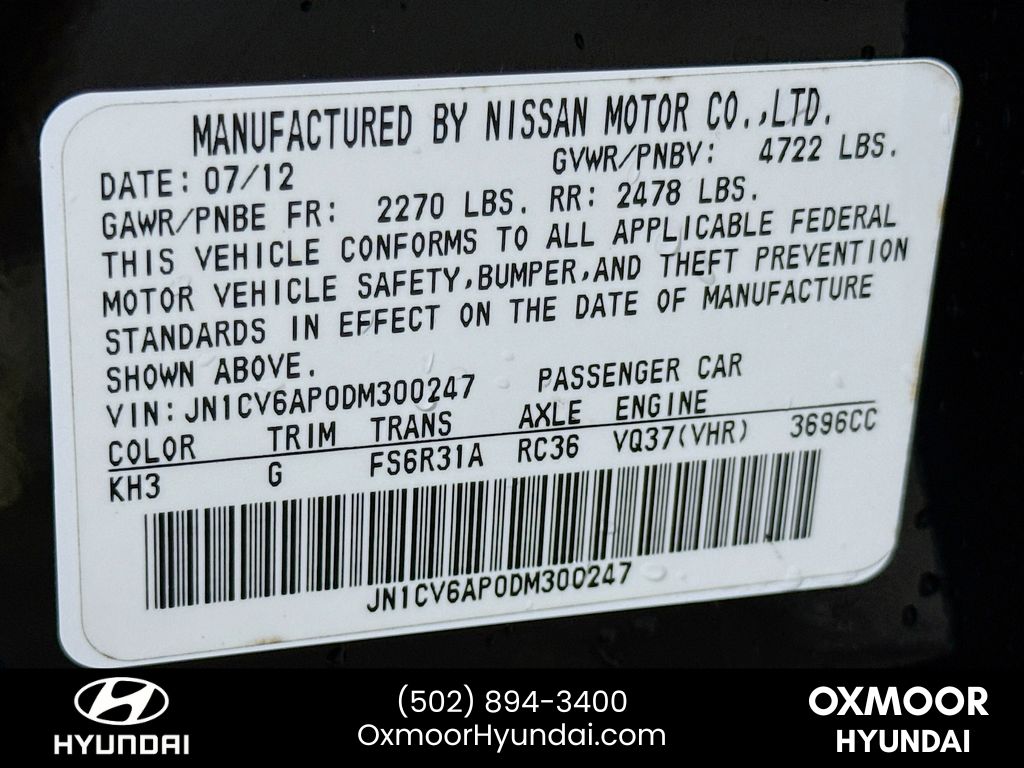 MANUFACTURED BY NISSAN MOTOR CO.,LTD.
DATE: 07/12 GVWR/PNBV: 4722 LBS.
GAWR/PNBE FR: 2270 LBS. RR: 2478 LBS.
THIS VEHICLE CONFORMS TO ALL APPLICABLE FEDERAL
MOTOR VEHICLE SAFETY,BUMPER,AND THEFT PREVENTION
STANDARDS IN EFFECT ON THE DATE OF MANUFACTURE
SHOWN ABOVE.
VIN: JN1CV6AP0DM300247 PASSENGER CAR
COLOR TRIM TRANS AXLE ENGINE
KH3 G FS6R31A RC36 VQ37(VHR) 3696CC
JN1CV6AP0DM300247
HYUNDAI
(502) 894-3400
OxmoorHyundai.com
OXMOOR
HYUNDAI